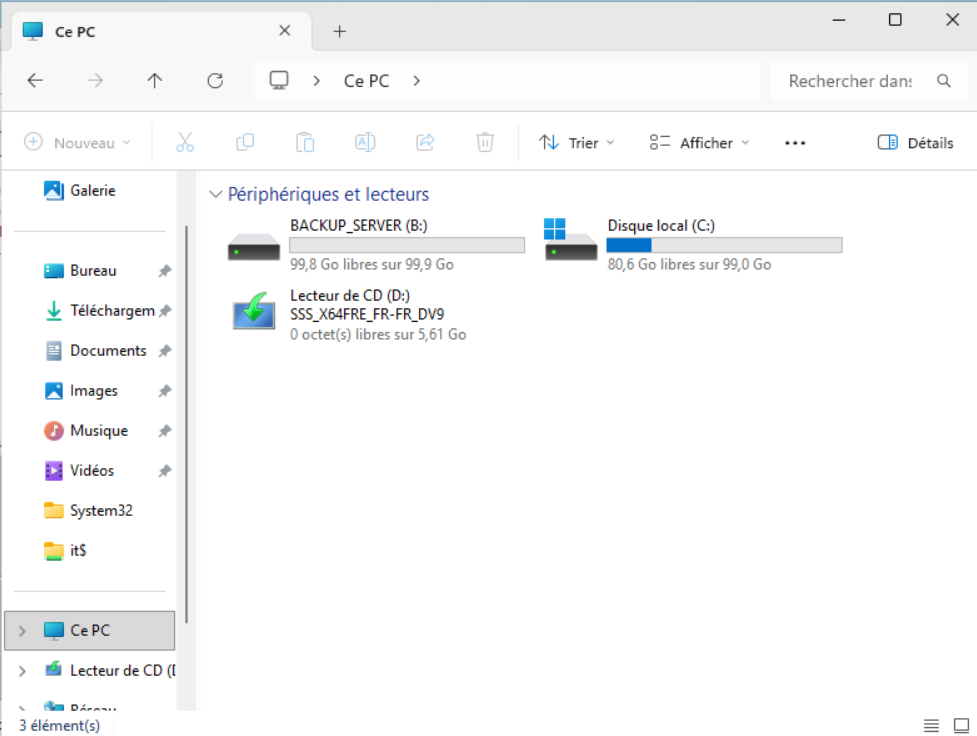 Ce PC
Ce PC
Rechercher dans
Nouveau
Trier
Afficher
Détails
Galerie
Bureau
Téléchargem
Documents
Images
Musique
Vidéos
System32
it$
Ce PC
Lecteur de CD (D
Réseau
Périphériques et lecteurs
BACKUP_SERVER (B:)
99,8 Go libres sur 99,9 Go
Disque local (C:)
80,6 Go libres sur 99,0 Go
Lecteur de CD (D:)
SSS_X64FRE_FR-FR_DV9
0 octet(s) libres sur 5,61 Go
3 élément(s)